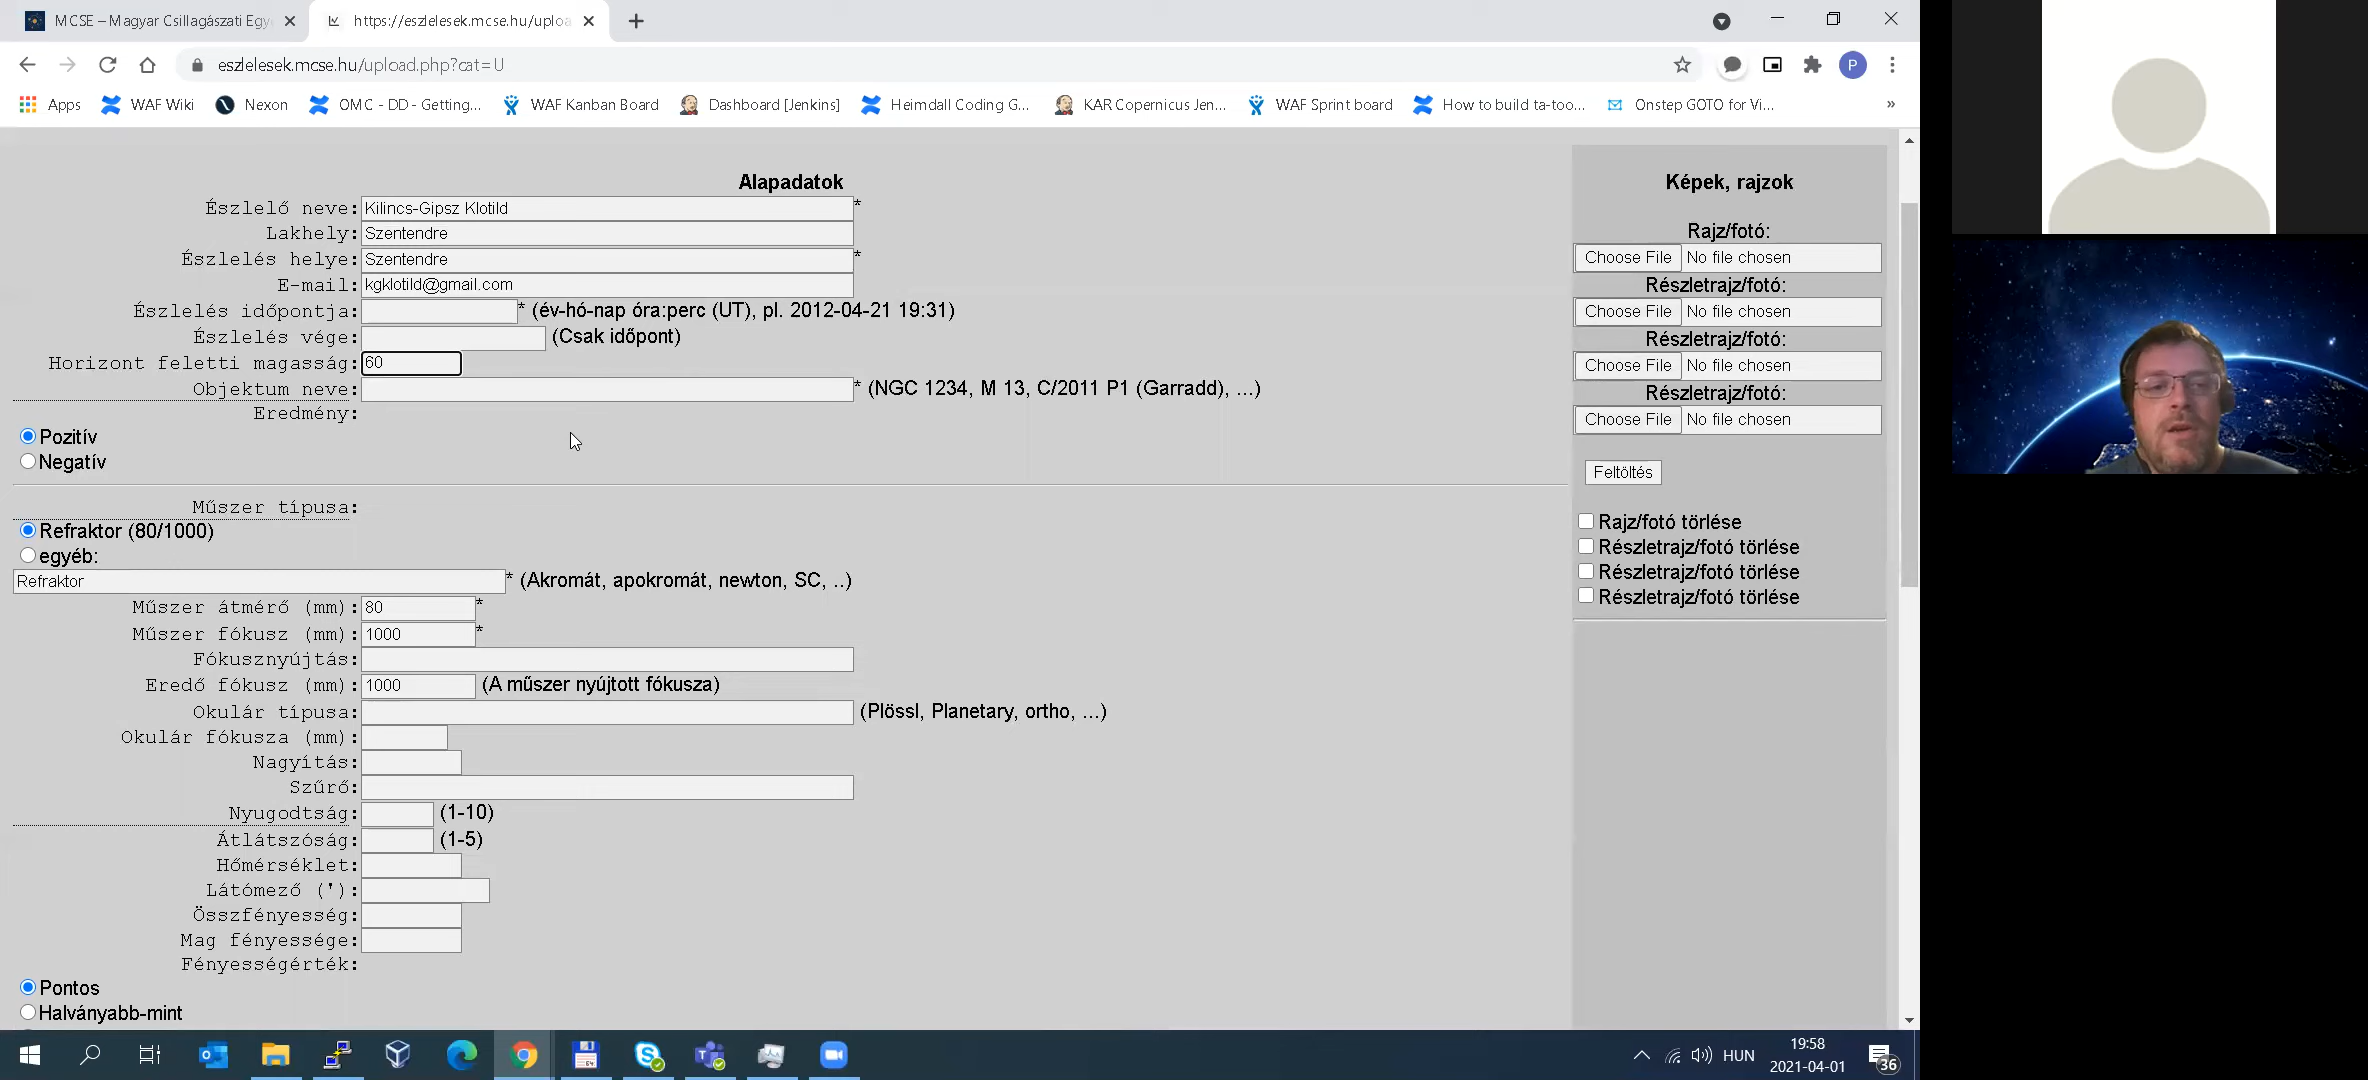 MCSE – Magyar Csillagászati Egye
https://eszlelesek.mcse.hu/uploa
eszlelesek.mcse.hu/upload.php?cat=U
P
Apps WAF Wiki Nexon OMC - DD - Getting... WAF Kanban Board Dashboard [Jenkins] Heimdall Coding G... KAR Copernicus Jen... WAF Sprint board How to build ta-too... Onstep GOTO for Vi... »
Alapadatok
Észlelő neve: Kilincs-Gipsz Klotild *
Lakhely: Szentendre
Észlelés helye: Szentendre *
E-mail: kgklotild@gmail.com
Észlelés időpontja: * (év-hó-nap óra:perc (UT), pl. 2012-04-21 19:31)
Észlelés vége: (Csak időpont)
Horizont feletti magasság: 60
Objektum neve: * (NGC 1234, M 13, C/2011 P1 (Garradd), ...)
Eredmény:
Pozitív
Negatív
Műszer típusa:
Refraktor (80/1000)
egyéb:
Refraktor * (Akromát, apokromát, newton, SC, ..)
Műszer átmérő (mm): 80 *
Műszer fókusz (mm): 1000 *
Fókusznyújtás:
Eredő fókusz (mm): 1000 (A műszer nyújtott fókusza)
Okulár típusa: (Plössl, Planetary, ortho, ...)
Okulár fókusza (mm):
Nagyítás:
Szűrő:
Nyugodtság: (1-10)
Átlátszóság: (1-5)
Hőmérséklet:
Látómező ('):
Összfényesség:
Mag fényessége:
Fényességérték:
Pontos
Halványabb-mint
Képek, rajzok
Rajz/fotó:
Choose File No file chosen
Részletrajz/fotó:
Choose File No file chosen
Részletrajz/fotó:
Choose File No file chosen
Részletrajz/fotó:
Choose File No file chosen
Feltöltés
Rajz/fotó törlése
Részletrajz/fotó törlése
Részletrajz/fotó törlése
Részletrajz/fotó törlése
HUN
19:58
2021-04-01
36